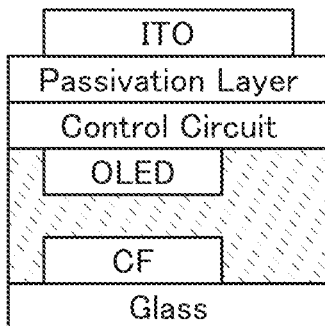 ITO
Passivation Layer
Control Circuit
OLED
CF
Glass